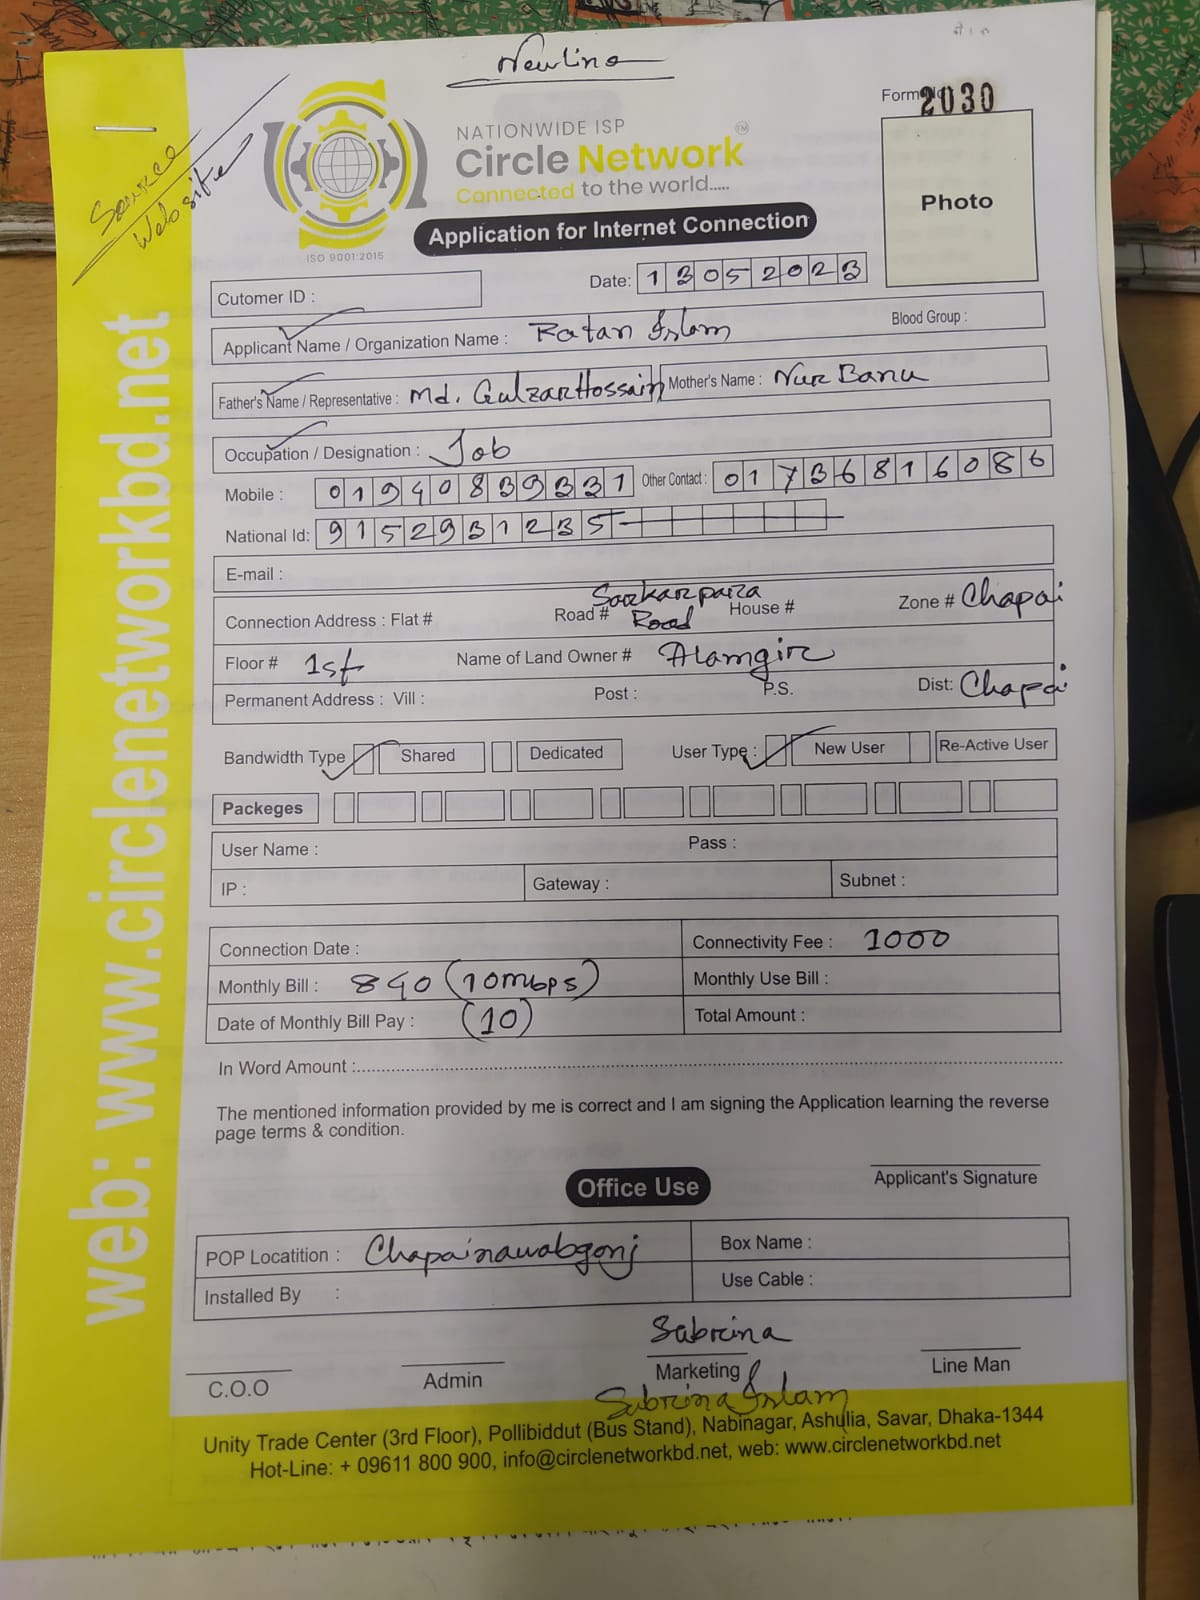 Newline
Source
Website
Form No 2030
NATIONWIDE ISP
Circle Network TM
Connected to the world.....
ISO 9001:2015
Application for Internet Connection
Photo
Cutomer ID :
Date: 13052023
Applicant Name / Organization Name : Ratan Islam Blood Group :
Father's Name / Representative : Md. Gulzar Hossain Mother's Name : Nur Banu
Occupation / Designation : Job
Mobile : 01940839331 Other Contact : 01736816086
National Id: 9152931235
E-mail :
Connection Address : Flat # Road # Sarkarpara Road House # Zone # Chapai
Floor # 1st Name of Land Owner # Alamgir
Permanent Address : Vill : Post : P.S. Dist: Chapai
Bandwidth Type Shared Dedicated User Type : New User Re-Active User
Packeges
User Name : Pass :
IP : Gateway : Subnet :
Connection Date : Connectivity Fee : 1000
Monthly Bill : 840 (10mbps) Monthly Use Bill :
Date of Monthly Bill Pay : (10) Total Amount :
In Word Amount :
The mentioned information provided by me is correct and I am signing the Application learning the reverse
page terms & condition.
Applicant's Signature
Office Use
POP Locatition : Chapainawabgonj Box Name :
Installed By : Use Cable :
Sabrina
C.O.O Admin Marketing Line Man
Sabrina Islam
Unity Trade Center (3rd Floor), Pollibiddut (Bus Stand), Nabinagar, Ashulia, Savar, Dhaka-1344
Hot-Line: + 09611 800 900, info@circlenetworkbd.net, web: www.circlenetworkbd.net
web: www.circlenetworkbd.net